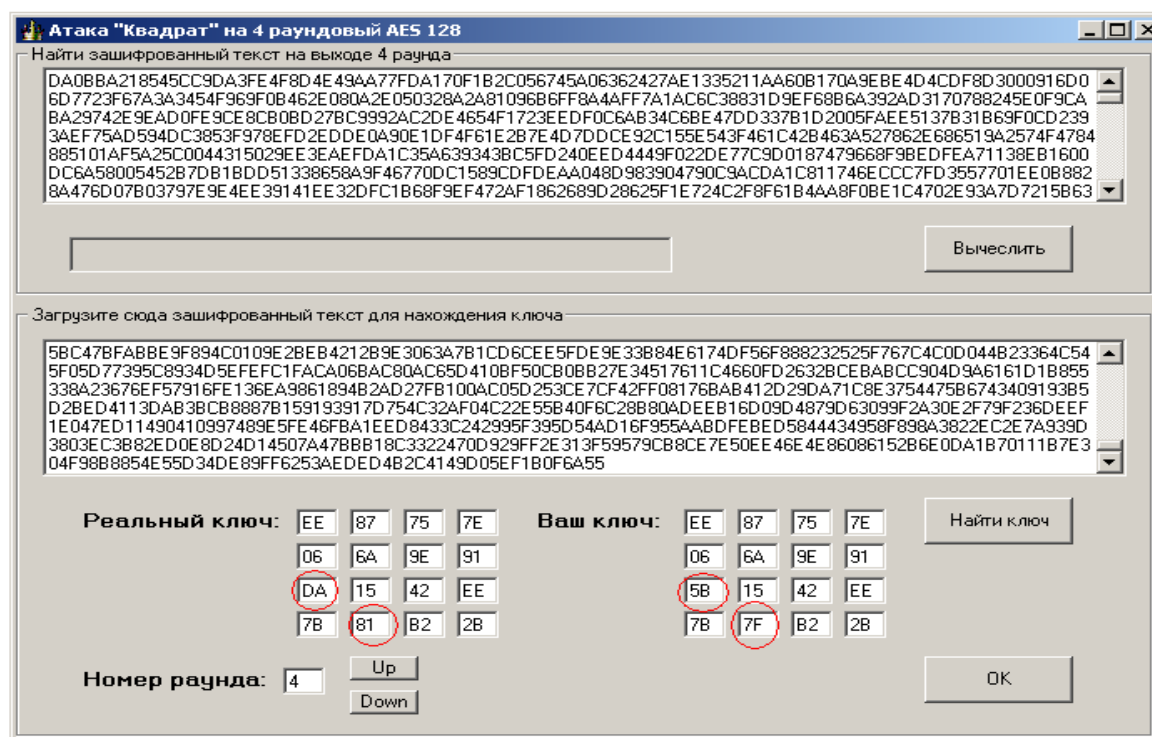 Атака "Квадрат" на 4 раундовый AES 128
Найти зашифрованный текст на выходе 4 раунда
DA0BBA218545CC9DA3FE4F8D4E49AA77FDA170F1B2C056745A06362427AE1335211AA60B170A9EBE4D4CDF8D3000916D0
6D7723F67A3A3454F969F0B462E080A2E050328A2A81096B6FF8A4AFF7A1AC6C38831D9EF68B6A392AD3170788245E0F9CA
BA29742E9EAD0FE9CE8CB0BD27BC9992AC2DE4654F1723EEDF0C6AB34C6BE47DD337B1D2005FAEE5137B31B69F0CD239
3AEF75AD594DC3853F978EFD2EDDE0A90E1DF4F61E2B7E4D7DDCE92C155E543F461C42B463A527862E686519A2574F4784
885101AF5A25C0044315029EE3EAEFDA1C35A639343BC5FD240EED4449F022DE77C9D0187479668F9BEDFEA71138EB1600
DC6A58005452B7DB1BDD51338658A9F46770DC1589CDFDEAA048D983904790C9ACDA1C811746ECCC7FD3557701EE0B882
8A476D07B03797E9E4EE39141EE32DFC1B68F9EF472AF1862689D28625F1E724C2F8F61B4AA8F0BE1C4702E93A7D7215B63
Вычеслить
Загрузите сюда зашифрованный текст для нахождения ключа
5BC47BFABBE9F894C0109E2BEB4212B9E3063A7B1CD6CEE5FDE9E33B84E6174DF56F888232525F767C4C0D044B23364C54
5F05D77395C8934D5EFEFC1FACA06BAC80AC65D410BF50CB0BB27E34517611C4660FD2632BCEBABCC904D9A6161D1B855
338A23676EF57916FE136EA9861894B2AD27FB100AC05D253CE7CF42FF08176BAB412D29DA71C8E3754475B6743409193B5
D2BED4113DAB3BCB8887B159193917D754C32AF04C22E55B40F6C28B80ADEEB16D09D4879D63099F2A30E2F79F236DEEF
1E047ED11490410997489E5FE46FBA1EED8433C242995F395D54AD16F955AABDFEBED5844434958F898A3822EC2E7A939D
3803EC3B82ED0E8D24D14507A47BBB18C3322470D929FF2E313F59579CB8CE7E50EE46E4E86086152B6E0DA1B70111B7E3
04F98B8854E55D34DE89FF6253AEDED4B2C4149D05EF1B0F6A55
Реальный ключ: EE 87 75 7E Ваш ключ: EE 87 75 7E Найти ключ
06 6A 9E 91 06 6A 9E 91
DA 15 42 EE 5B 15 42 EE
7B 81 B2 2B 7B 7F B2 2B
Номер раунда: 4 Up OK
Down